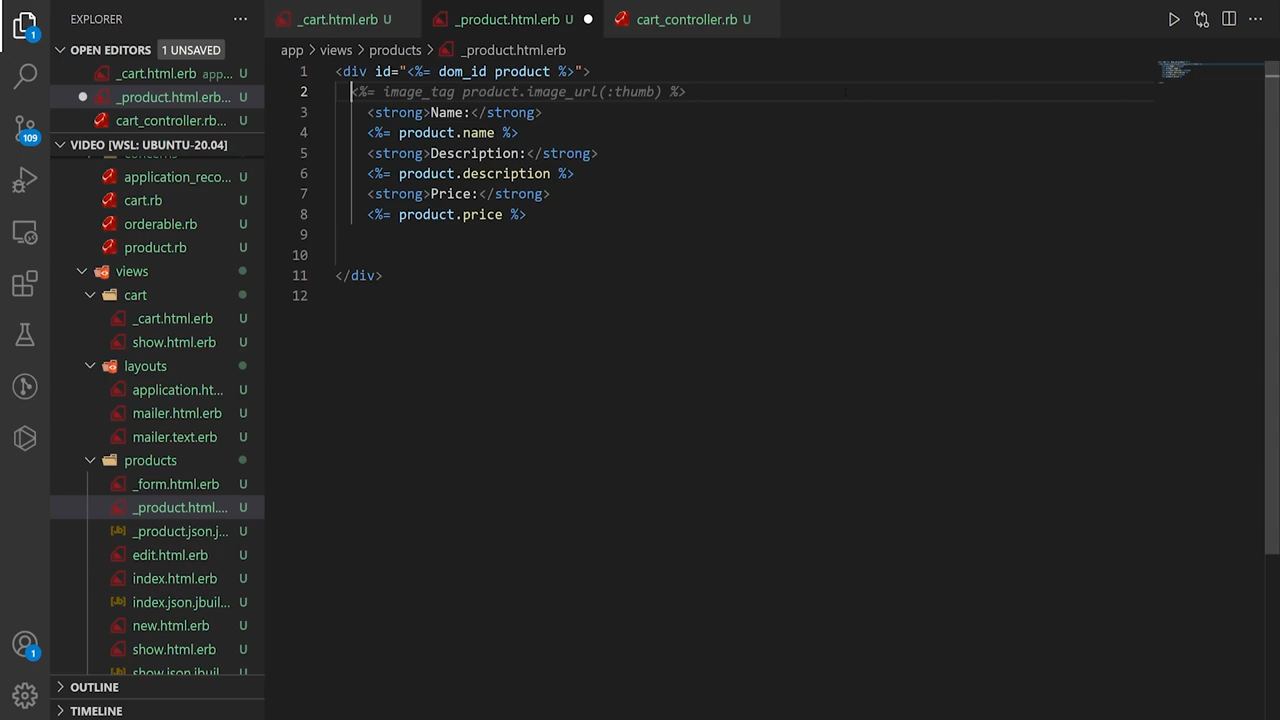 EXPLORER
OPEN EDITORS 1 UNSAVED
_cart.html.erb app... U
_product.html.erb... U
cart_controller.rb... U
VIDEO [WSL: UBUNTU-20.04]
concerns
application_reco... U
cart.rb U
orderable.rb U
product.rb U
views
cart
_cart.html.erb U
show.html.erb U
layouts
application.ht... U
mailer.html.erb U
mailer.text.erb U
products
_form.html.erb U
_product.html.... U
_product.json.j... U
edit.html.erb U
index.html.erb U
index.json.jbuil... U
new.html.erb U
show.html.erb U
show.json.jbuil... U
OUTLINE
TIMELINE
1
109
1
_cart.html.erb U
_product.html.erb U
cart_controller.rb U
app > views > products > _product.html.erb
1 <div id="<%= dom_id product %>">
2 <%= image_tag product.image_url(:thumb) %>
3 <strong>Name:</strong>
4 <%= product.name %>
5 <strong>Description:</strong>
6 <%= product.description %>
7 <strong>Price:</strong>
8 <%= product.price %>
9
10
11 </div>
12